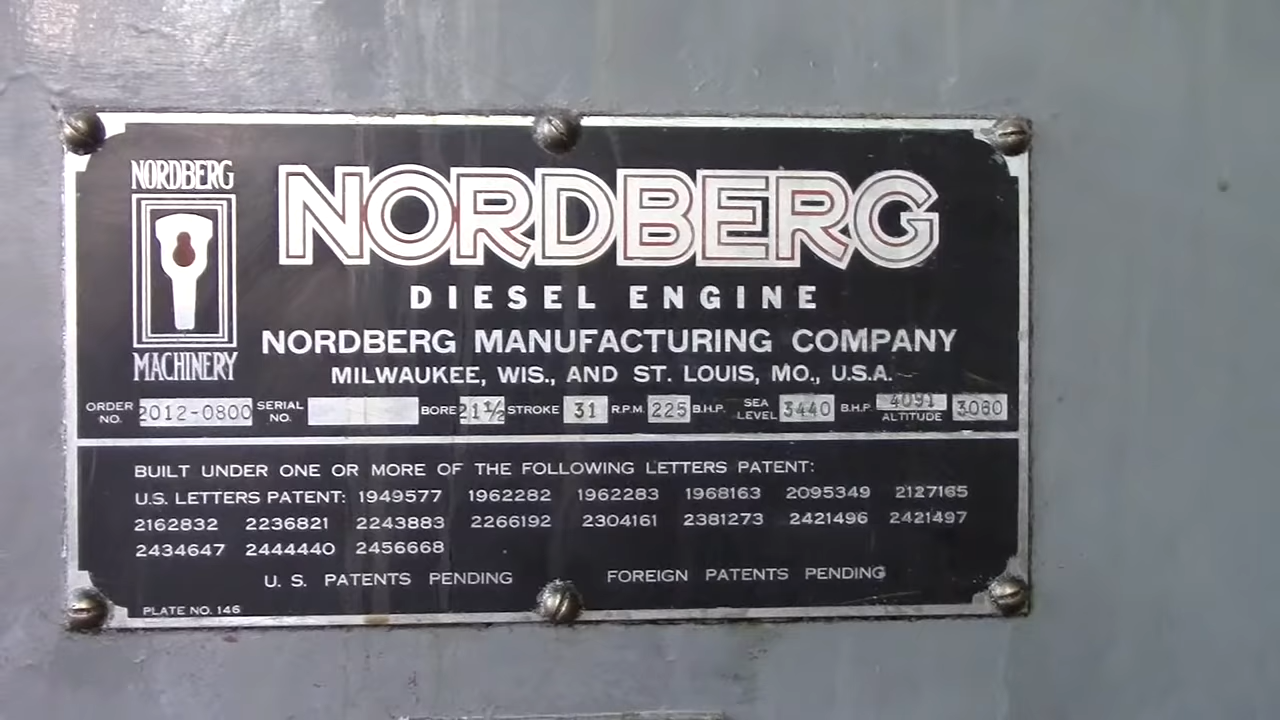 NORDBERG
MACHINERY
NORDBERG
DIESEL ENGINE
NORDBERG MANUFACTURING COMPANY
MILWAUKEE, WIS., AND ST. LOUIS, MO., U.S.A.
ORDER NO. 2012-0800 SERIAL NO. BORE 21½ STROKE 31 R.P.M. 225 B.H.P. SEA LEVEL 3440 B.H.P. 4091 ALTITUDE 3060
BUILT UNDER ONE OR MORE OF THE FOLLOWING LETTERS PATENT:
U.S. LETTERS PATENT: 1949577 1962282 1962283 1968163 2095349 2127165
2162832 2236821 2243883 2266192 2304161 2381273 2421496 2421497
2434647 2444440 2456668
U. S. PATENTS PENDING FOREIGN PATENTS PENDING
PLATE NO. 146